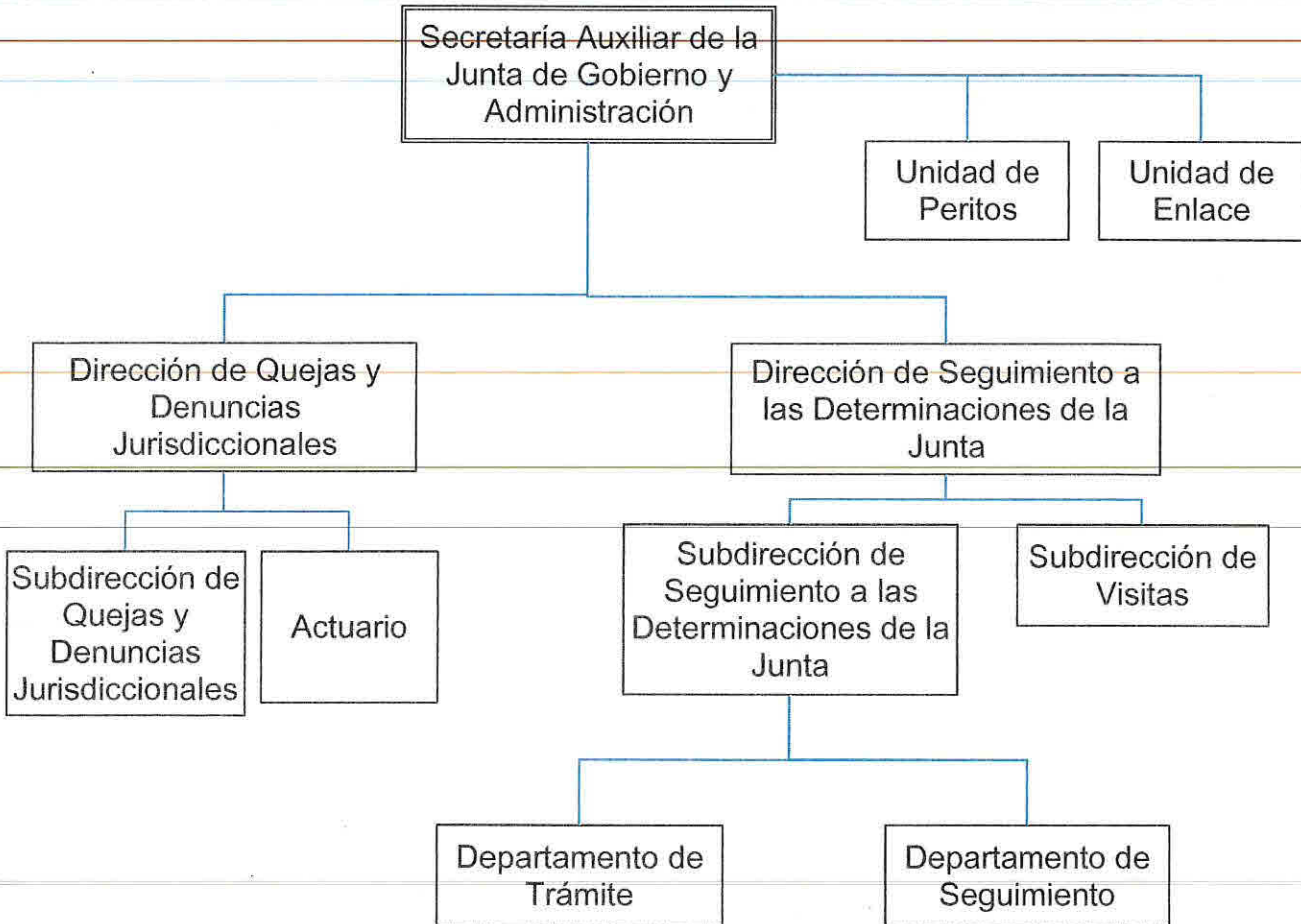 Secretaría Auxiliar de la
Junta de Gobierno y
Administración
Unidad de
Peritos
Unidad de
Enlace
Dirección de Quejas y
Denuncias
Jurisdiccionales
Dirección de Seguimiento a
las Determinaciones de la
Junta
Subdirección de
Quejas y
Denuncias
Jurisdiccionales
Actuario
Subdirección de
Seguimiento a las
Determinaciones de la
Junta
Subdirección de
Visitas
Departamento de
Trámite
Departamento de
Seguimiento